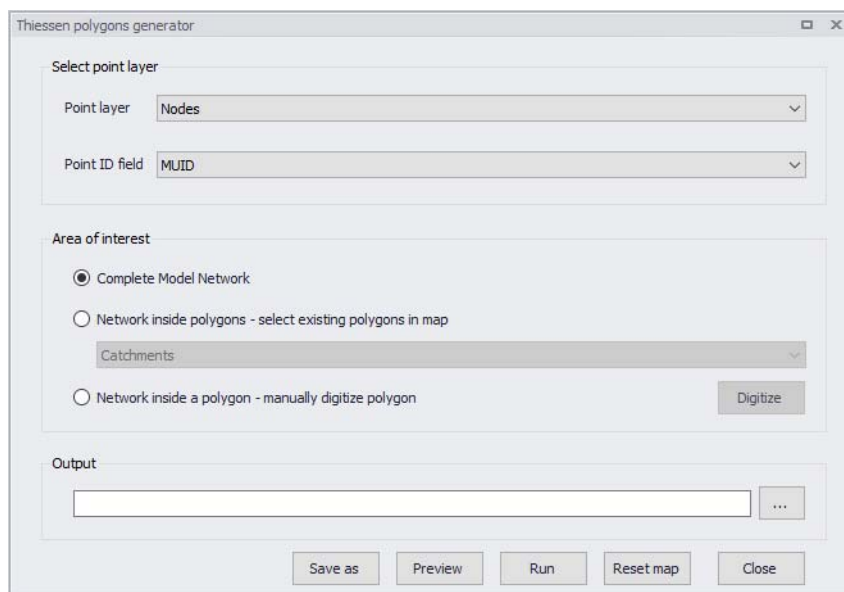 Thiessen polygons generator
Select point layer
Point layer Nodes
Point ID field MUID
Area of interest
Complete Model Network
Network inside polygons - select existing polygons in map
Catchments
Network inside a polygon - manually digitize polygon Digitize
Output
...
Save as Preview Run Reset map Close